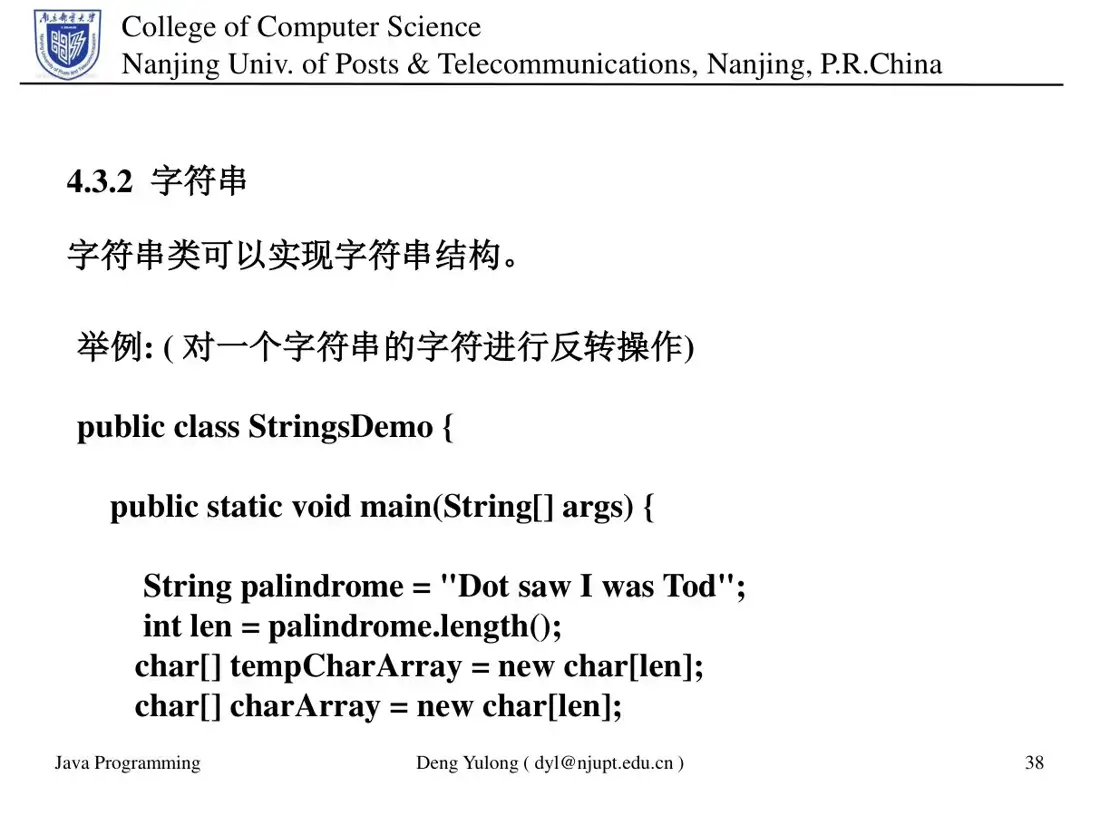 College of Computer Science
Nanjing Univ. of Posts & Telecommunications, Nanjing, P.R.China
4.3.2 字符串
字符串类可以实现字符串结构。
举例: ( 对一个字符串的字符进行反转操作)
public class StringsDemo {
public static void main(String[] args) {
String palindrome = "Dot saw I was Tod";
int len = palindrome.length();
char[] tempCharArray = new char[len];
char[] charArray = new char[len];
Java Programming
Deng Yulong ( dyl@njupt.edu.cn )
38